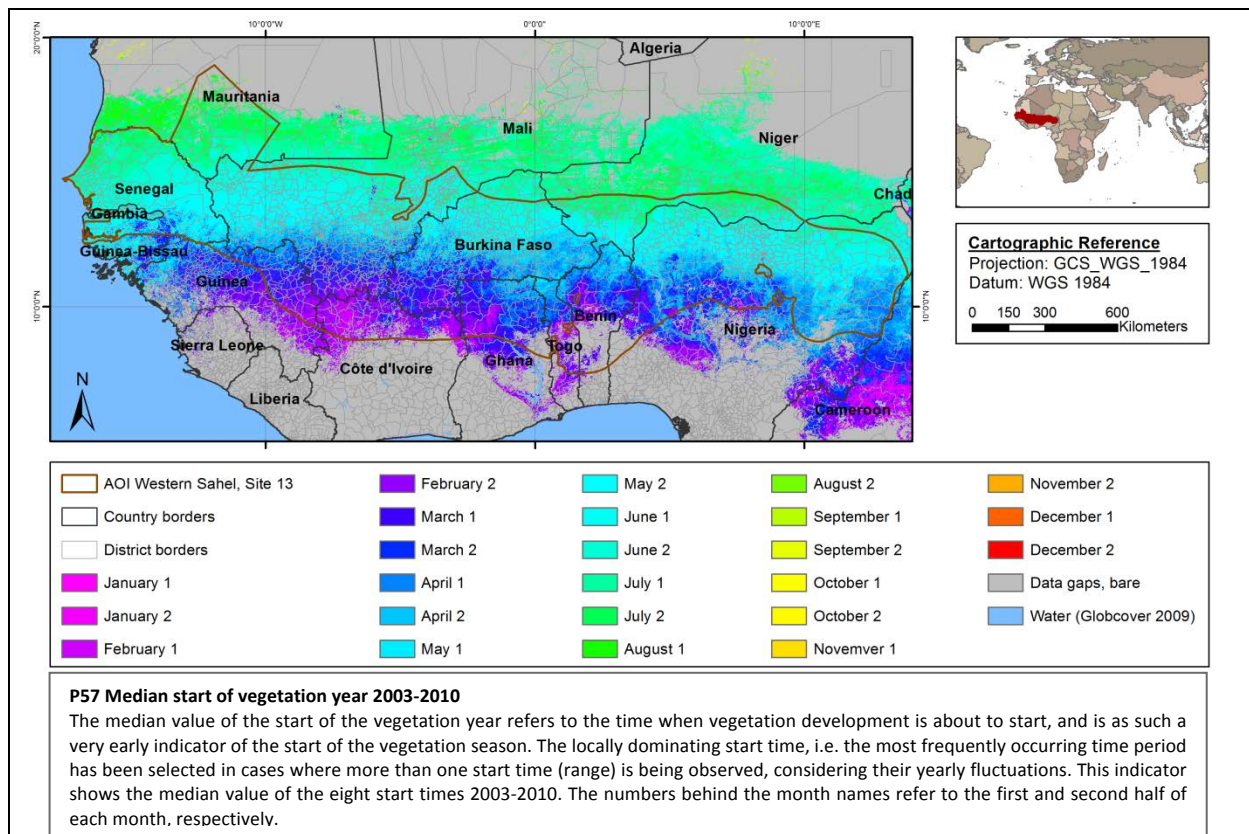 10°0'0"W
0°0'0"
10°0'0"E
20°0'0"N
Algeria
Mauritania
Mali
Niger
Chad
Senegal
Gambia
Guinea-Bissau
Burkina Faso
Guinea
10°0'0"N
10°0'0"N
Benin
Nigeria
Sierra Leone
Togo
Ghana
Côte d'Ivoire
Liberia
Cameroon
N
Cartographic Reference
Projection: GCS_WGS_1984
Datum: WGS 1984
0 150 300 600
Kilometers
AOI Western Sahel, Site 13
Country borders
District borders
January 1
January 2
February 1
February 2
March 1
March 2
April 1
April 2
May 1
May 2
June 1
June 2
July 1
July 2
August 1
August 2
September 1
September 2
October 1
October 2
Novemver 1
November 2
December 1
December 2
Data gaps, bare
Water (Globcover 2009)
P57 Median start of vegetation year 2003-2010
The median value of the start of the vegetation year refers to the time when vegetation development is about to start, and is as such a
very early indicator of the start of the vegetation season. The locally dominating start time, i.e. the most frequently occurring time period
has been selected in cases where more than one start time (range) is being observed, considering their yearly fluctuations. This indicator
shows the median value of the eight start times 2003-2010. The numbers behind the month names refer to the first and second half of
each month, respectively.